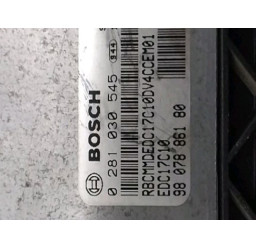 BOSCH
0 281 030 545
RBCMMDEDC17C10DV4CCEM01
EDC17C10
98 078 861 80